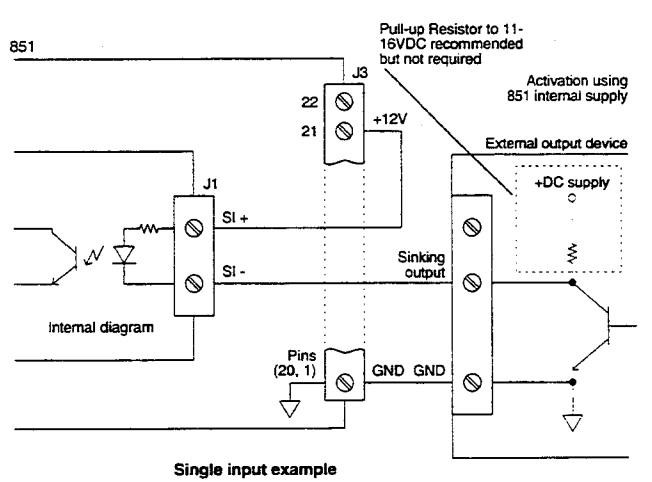 Pull-up Resistor to 11-
16VDC recommended
but not required
851
J3
Activation using
851 internal supply
22
21
+12V
External output device
+DC supply
J1
SI +
Sinking
output
SI -
Internal diagram
Pins
(20, 1)
GND GND
Single input example